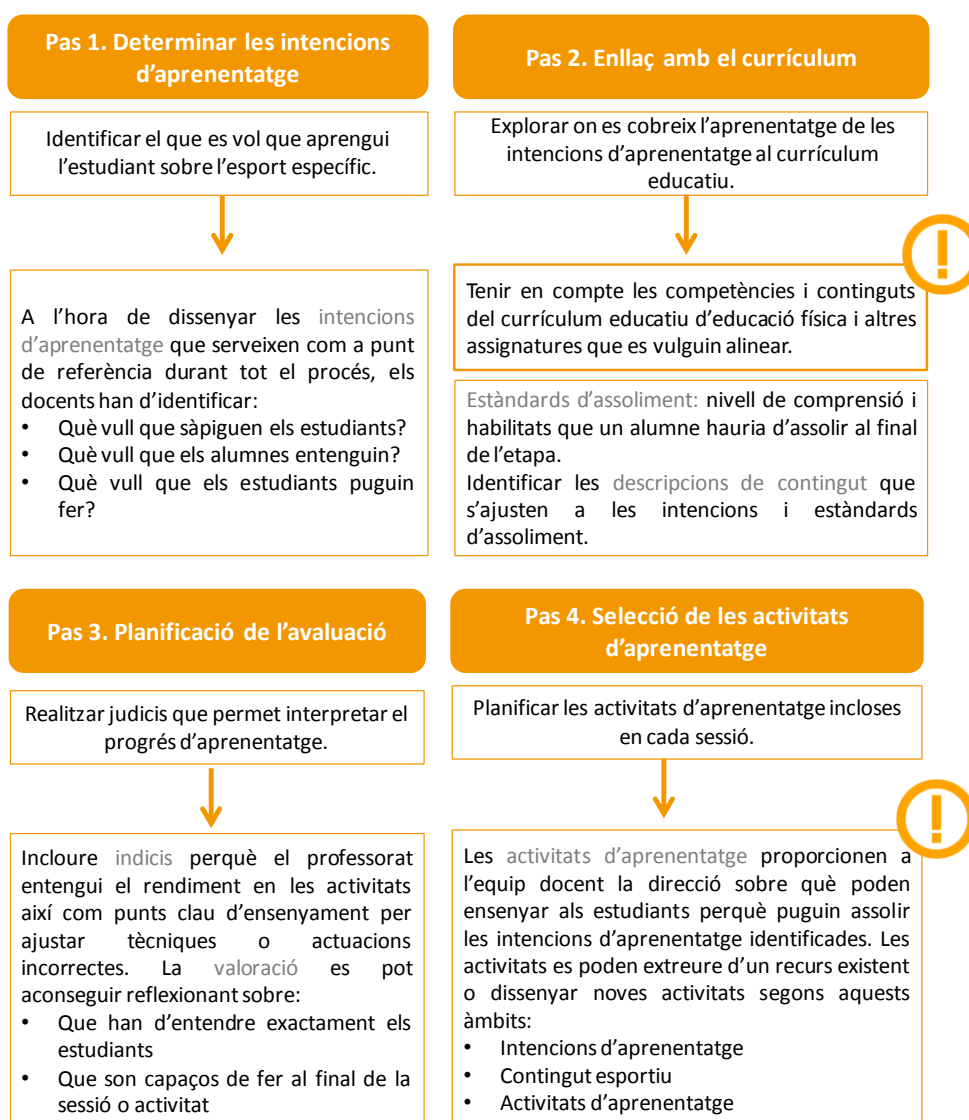 Pas 1. Determinar les intencions
d'aprenentatge
Identificar el que es vol que aprengui
l'estudiant sobre l'esport específic.
A l'hora de dissenyar les intencions
d'aprenentatge que serveixen com a punt
de referència durant tot el procés, els
docents han d'identificar:
• Què vull que sàpiguen els estudiants?
• Què vull que els alumnes entenguin?
• Què vull que els estudiants puguin
fer?
Pas 2. Enllaç amb el currículum
Explorar on es cobreix l'aprenentatge de les
intencions d'aprenentatge al currículum
educatiu.
!
Tenir en compte les competències i continguts
del currículum educatiu d'educació física i altres
assignatures que es vulguin alinear.
Estàndards d'assoliment: nivell de comprensió i
habilitats que un alumne hauria d'assolir al final
de l'etapa.
Identificar les descripcions de contingut que
s'ajusten a les intencions i estàndards
d'assoliment.
Pas 3. Planificació de l'avaluació
Realitzar judicis que permet interpretar el
progrés d'aprenentatge.
Incloure indicis perquè el professorat
entengui el rendiment en les activitats
així com punts clau d'ensenyament per
ajustar tècniques o actuacions
incorrectes. La valoració es pot
aconseguir reflexionant sobre:
• Que han d'entendre exactament els
estudiants
• Que son capaços de fer al final de la
sessió o activitat
Pas 4. Selecció de les activitats
d'aprenentatge
Planificar les activitats d'aprenentatge incloses
en cada sessió.
!
Les activitats d'aprenentatge proporcionen a
l'equip docent la direcció sobre què poden
ensenyar als estudiants perquè puguin assolir
les intencions d'aprenentatge identificades. Les
activitats es poden extreure d'un recurs existent
o dissenyar noves activitats segons aquests
àmbits:
• Intencions d'aprenentatge
• Contingut esportiu
• Activitats d'aprenentatge